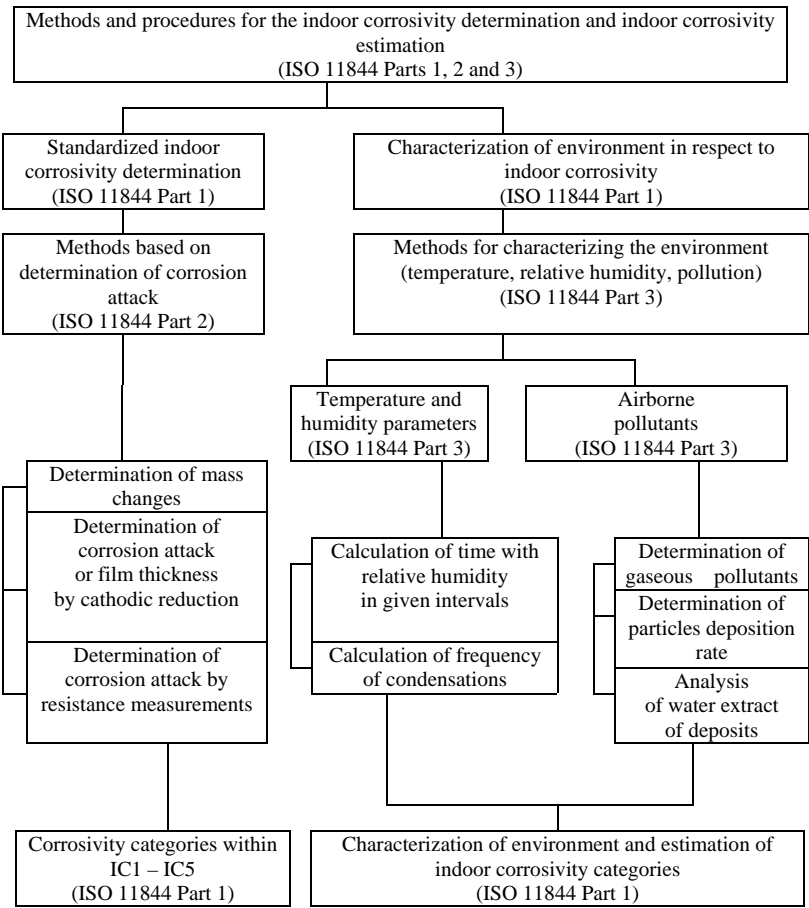 Methods and procedures for the indoor corrosivity determination and indoor corrosivity
estimation
(ISO 11844 Parts 1, 2 and 3)
Standardized indoor
corrosivity determination
(ISO 11844 Part 1)
Characterization of environment in respect to
indoor corrosivity
(ISO 11844 Part 1)
Methods based on
determination of corrosion
attack
(ISO 11844 Part 2)
Methods for characterizing the environment
(temperature, relative humidity, pollution)
(ISO 11844 Part 3)
Temperature and
humidity parameters
(ISO 11844 Part 3)
Airborne
pollutants
(ISO 11844 Part 3)
Determination of mass
changes
Determination of
corrosion attack
or film thickness
by cathodic reduction
Determination of
corrosion attack by
resistance measurements
Calculation of time with
relative humidity
in given intervals
Calculation of frequency
of condensations
Determination of
gaseous pollutants
Determination of
particles deposition
rate
Analysis
of water extract
of deposits
Corrosivity categories within
IC1 – IC5
(ISO 11844 Part 1)
Characterization of environment and estimation of
indoor corrosivity categories
(ISO 11844 Part 1)